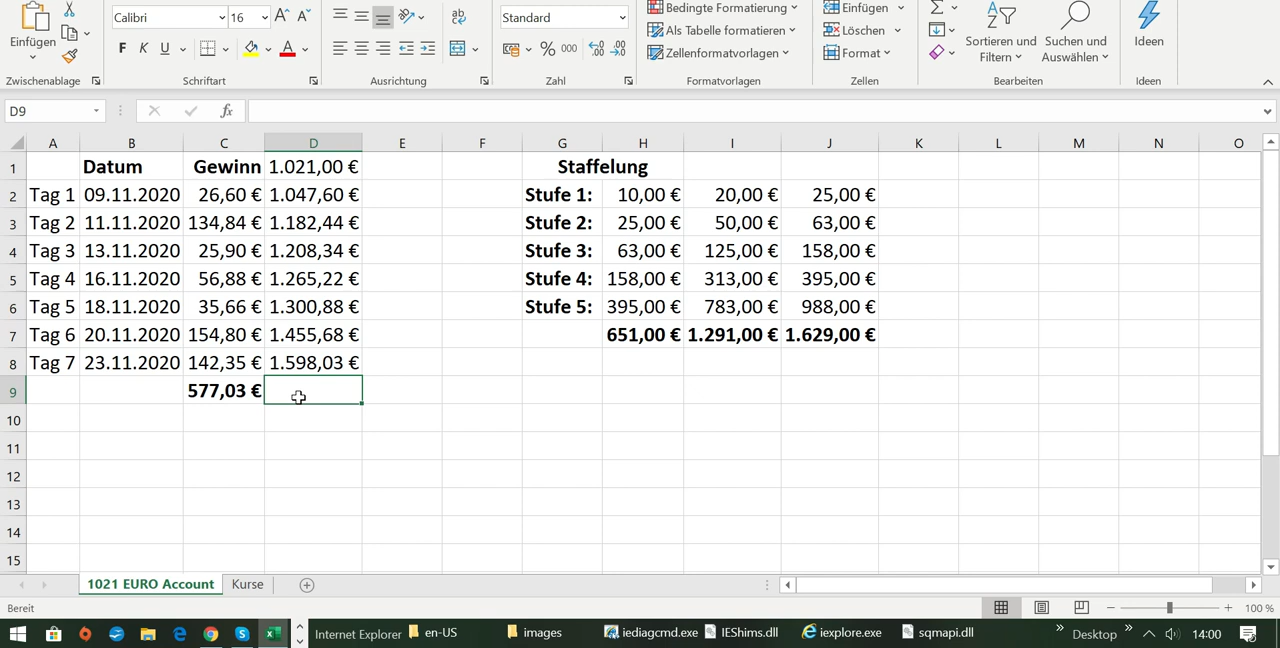 Calibri 16 Standard Bedingte Formatierung Einfügen
Einfügen F K U A % 000 Als Tabelle formatieren Löschen Sortieren und Filtern Suchen und Auswählen Ideen
Zellenformatvorlagen Format
Zwischenablage Schriftart Ausrichtung Zahl Formatvorlagen Zellen Bearbeiten Ideen
D9 fx
A B C D E F G H I J K L M N O
1 Datum Gewinn 1.021,00 € Staffelung
2 Tag 1 09.11.2020 26,60 € 1.047,60 € Stufe 1: 10,00 € 20,00 € 25,00 €
3 Tag 2 11.11.2020 134,84 € 1.182,44 € Stufe 2: 25,00 € 50,00 € 63,00 €
4 Tag 3 13.11.2020 25,90 € 1.208,34 € Stufe 3: 63,00 € 125,00 € 158,00 €
5 Tag 4 16.11.2020 56,88 € 1.265,22 € Stufe 4: 158,00 € 313,00 € 395,00 €
6 Tag 5 18.11.2020 35,66 € 1.300,88 € Stufe 5: 395,00 € 783,00 € 988,00 €
7 Tag 6 20.11.2020 154,80 € 1.455,68 € 651,00 € 1.291,00 € 1.629,00 €
8 Tag 7 23.11.2020 142,35 € 1.598,03 €
9 577,03 €
10
11
12
13
14
15
1021 EURO Account Kurse
Bereit 100 %
Internet Explorer en-US images iediagcmd.exe IEShims.dll iexplore.exe sqmapi.dll Desktop 14:00